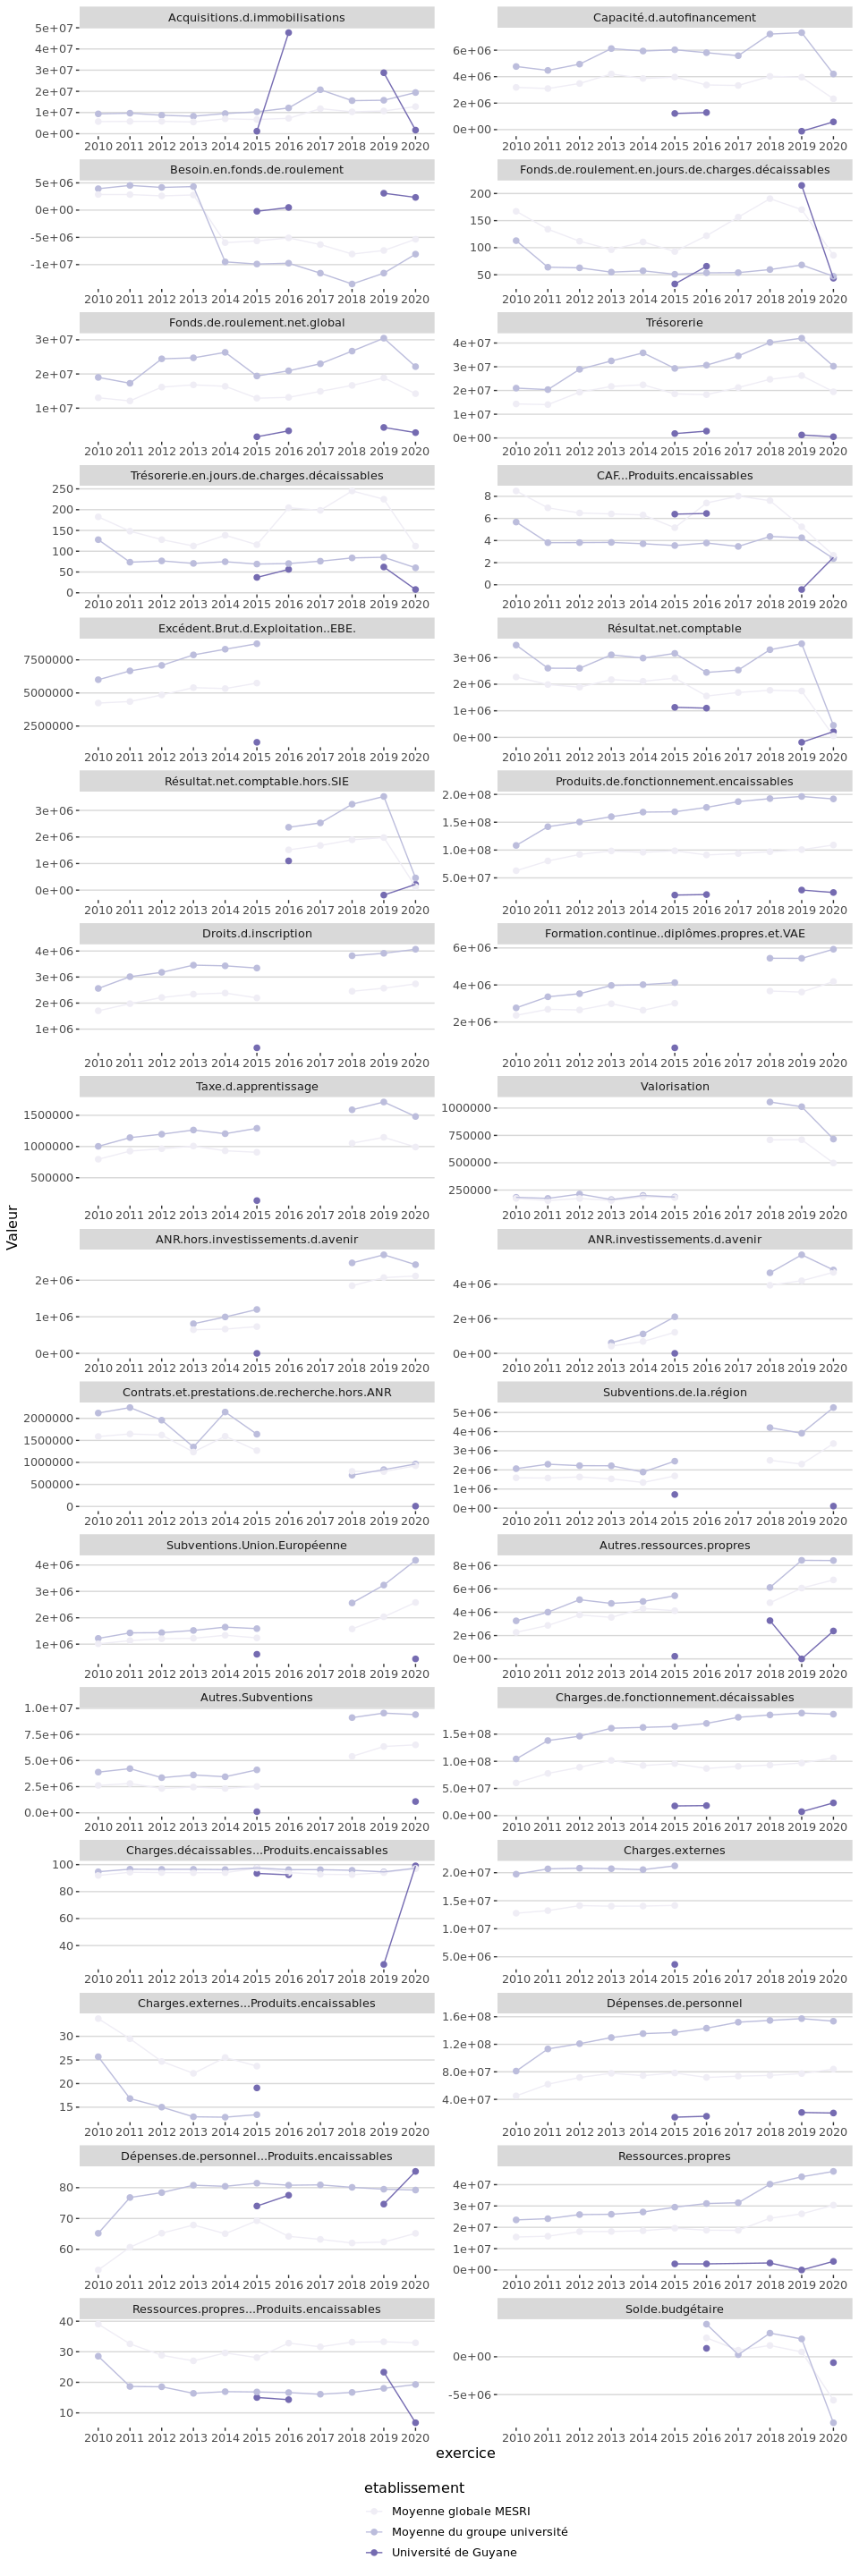 Acquisitions.d.immobilisations
5e+07
4e+07
3e+07
2e+07
1e+07
0e+00
2010 2011 2012 2013 2014 2015 2016 2017 2018 2019 2020
Capacité.d.autofinancement
6e+06
4e+06
2e+06
0e+00
2010 2011 2012 2013 2014 2015 2016 2017 2018 2019 2020
Besoin.en.fonds.de.roulement
5e+06
0e+00
-5e+06
-1e+07
2010 2011 2012 2013 2014 2015 2016 2017 2018 2019 2020
Fonds.de.roulement.en.jours.de.charges.décaissables
200
150
100
50
2010 2011 2012 2013 2014 2015 2016 2017 2018 2019 2020
Fonds.de.roulement.net.global
3e+07
2e+07
1e+07
2010 2011 2012 2013 2014 2015 2016 2017 2018 2019 2020
Trésorerie
4e+07
3e+07
2e+07
1e+07
0e+00
2010 2011 2012 2013 2014 2015 2016 2017 2018 2019 2020
Trésorerie.en.jours.de.charges.décaissables
250
200
150
100
50
0
2010 2011 2012 2013 2014 2015 2016 2017 2018 2019 2020
CAF...Produits.encaissables
8
6
4
2
0
2010 2011 2012 2013 2014 2015 2016 2017 2018 2019 2020
Excédent.Brut.d.Exploitation..EBE.
7500000
5000000
2500000
2010 2011 2012 2013 2014 2015 2016 2017 2018 2019 2020
Résultat.net.comptable
3e+06
2e+06
1e+06
0e+00
2010 2011 2012 2013 2014 2015 2016 2017 2018 2019 2020
Résultat.net.comptable.hors.SIE
3e+06
2e+06
1e+06
0e+00
2010 2011 2012 2013 2014 2015 2016 2017 2018 2019 2020
Produits.de.fonctionnement.encaissables
2.0e+08
1.5e+08
1.0e+08
5.0e+07
2010 2011 2012 2013 2014 2015 2016 2017 2018 2019 2020
Droits.d.inscription
4e+06
3e+06
2e+06
1e+06
2010 2011 2012 2013 2014 2015 2016 2017 2018 2019 2020
Formation.continue..diplômes.propres.et.VAE
6e+06
4e+06
2e+06
2010 2011 2012 2013 2014 2015 2016 2017 2018 2019 2020
Taxe.d.apprentissage
1500000
1000000
500000
2010 2011 2012 2013 2014 2015 2016 2017 2018 2019 2020
Valorisation
1000000
750000
500000
250000
2010 2011 2012 2013 2014 2015 2016 2017 2018 2019 2020
Valeur
ANR.hors.investissements.d.avenir
2e+06
1e+06
0e+00
2010 2011 2012 2013 2014 2015 2016 2017 2018 2019 2020
ANR.investissements.d.avenir
4e+06
2e+06
0e+00
2010 2011 2012 2013 2014 2015 2016 2017 2018 2019 2020
Contrats.et.prestations.de.recherche.hors.ANR
2000000
1500000
1000000
500000
0
2010 2011 2012 2013 2014 2015 2016 2017 2018 2019 2020
Subventions.de.la.région
5e+06
4e+06
3e+06
2e+06
1e+06
0e+00
2010 2011 2012 2013 2014 2015 2016 2017 2018 2019 2020
Subventions.Union.Européenne
4e+06
3e+06
2e+06
1e+06
2010 2011 2012 2013 2014 2015 2016 2017 2018 2019 2020
Autres.ressources.propres
8e+06
6e+06
4e+06
2e+06
0e+00
2010 2011 2012 2013 2014 2015 2016 2017 2018 2019 2020
Autres.Subventions
1.0e+07
7.5e+06
5.0e+06
2.5e+06
0.0e+00
2010 2011 2012 2013 2014 2015 2016 2017 2018 2019 2020
Charges.de.fonctionnement.décaissables
1.5e+08
1.0e+08
5.0e+07
0.0e+00
2010 2011 2012 2013 2014 2015 2016 2017 2018 2019 2020
Charges.décaissables...Produits.encaissables
100
80
60
40
2010 2011 2012 2013 2014 2015 2016 2017 2018 2019 2020
Charges.externes
2.0e+07
1.5e+07
1.0e+07
5.0e+06
2010 2011 2012 2013 2014 2015 2016 2017 2018 2019 2020
Charges.externes...Produits.encaissables
30
25
20
15
2010 2011 2012 2013 2014 2015 2016 2017 2018 2019 2020
Dépenses.de.personnel
1.6e+08
1.2e+08
8.0e+07
4.0e+07
2010 2011 2012 2013 2014 2015 2016 2017 2018 2019 2020
Dépenses.de.personnel...Produits.encaissables
80
70
60
2010 2011 2012 2013 2014 2015 2016 2017 2018 2019 2020
Ressources.propres
4e+07
3e+07
2e+07
1e+07
0e+00
2010 2011 2012 2013 2014 2015 2016 2017 2018 2019 2020
Ressources.propres...Produits.encaissables
40
30
20
10
2010 2011 2012 2013 2014 2015 2016 2017 2018 2019 2020
Solde.budgétaire
0e+00
-5e+06
2010 2011 2012 2013 2014 2015 2016 2017 2018 2019 2020
exercice
etablissement
Moyenne globale MESRI
Moyenne du groupe université
Université de Guyane